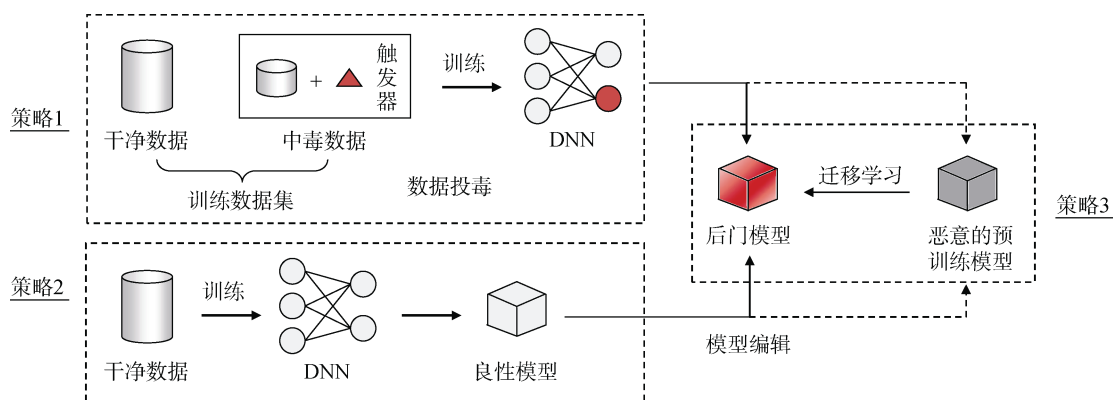 策略1
干净数据
+
触发器
中毒数据
训练
DNN
训练数据集
数据投毒
后门模型
迁移学习
恶意的预
训练模型
策略3
策略2
干净数据
训练
DNN
良性模型
模型编辑